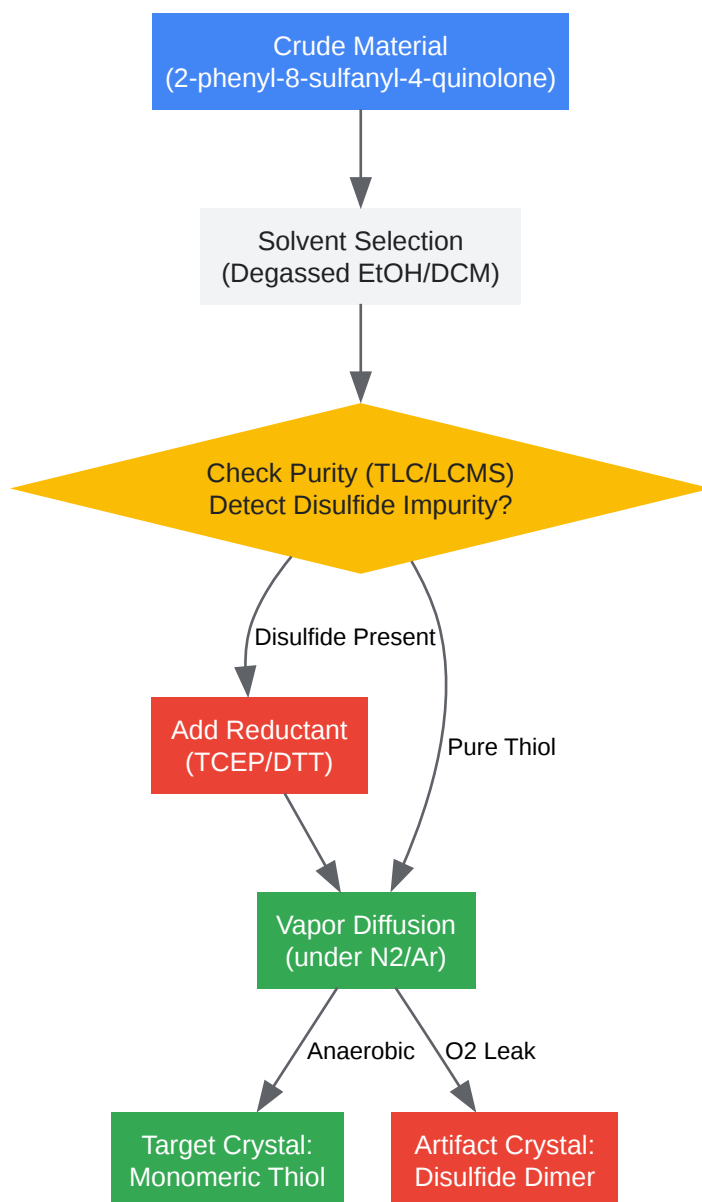 Crude Material
(2-phenyl-8-sulfanyl-4-quinolone)
Solvent Selection
(Degassed EtOH/DCM)
Check Purity (TLC/LCMS)
Detect Disulfide Impurity?
Disulfide Present
Add Reductant
(TCEP/DTT)
Pure Thiol
Vapor Diffusion
(under N2/Ar)
Anaerobic
O2 Leak
Target Crystal:
Monomeric Thiol
Artifact Crystal:
Disulfide Dimer